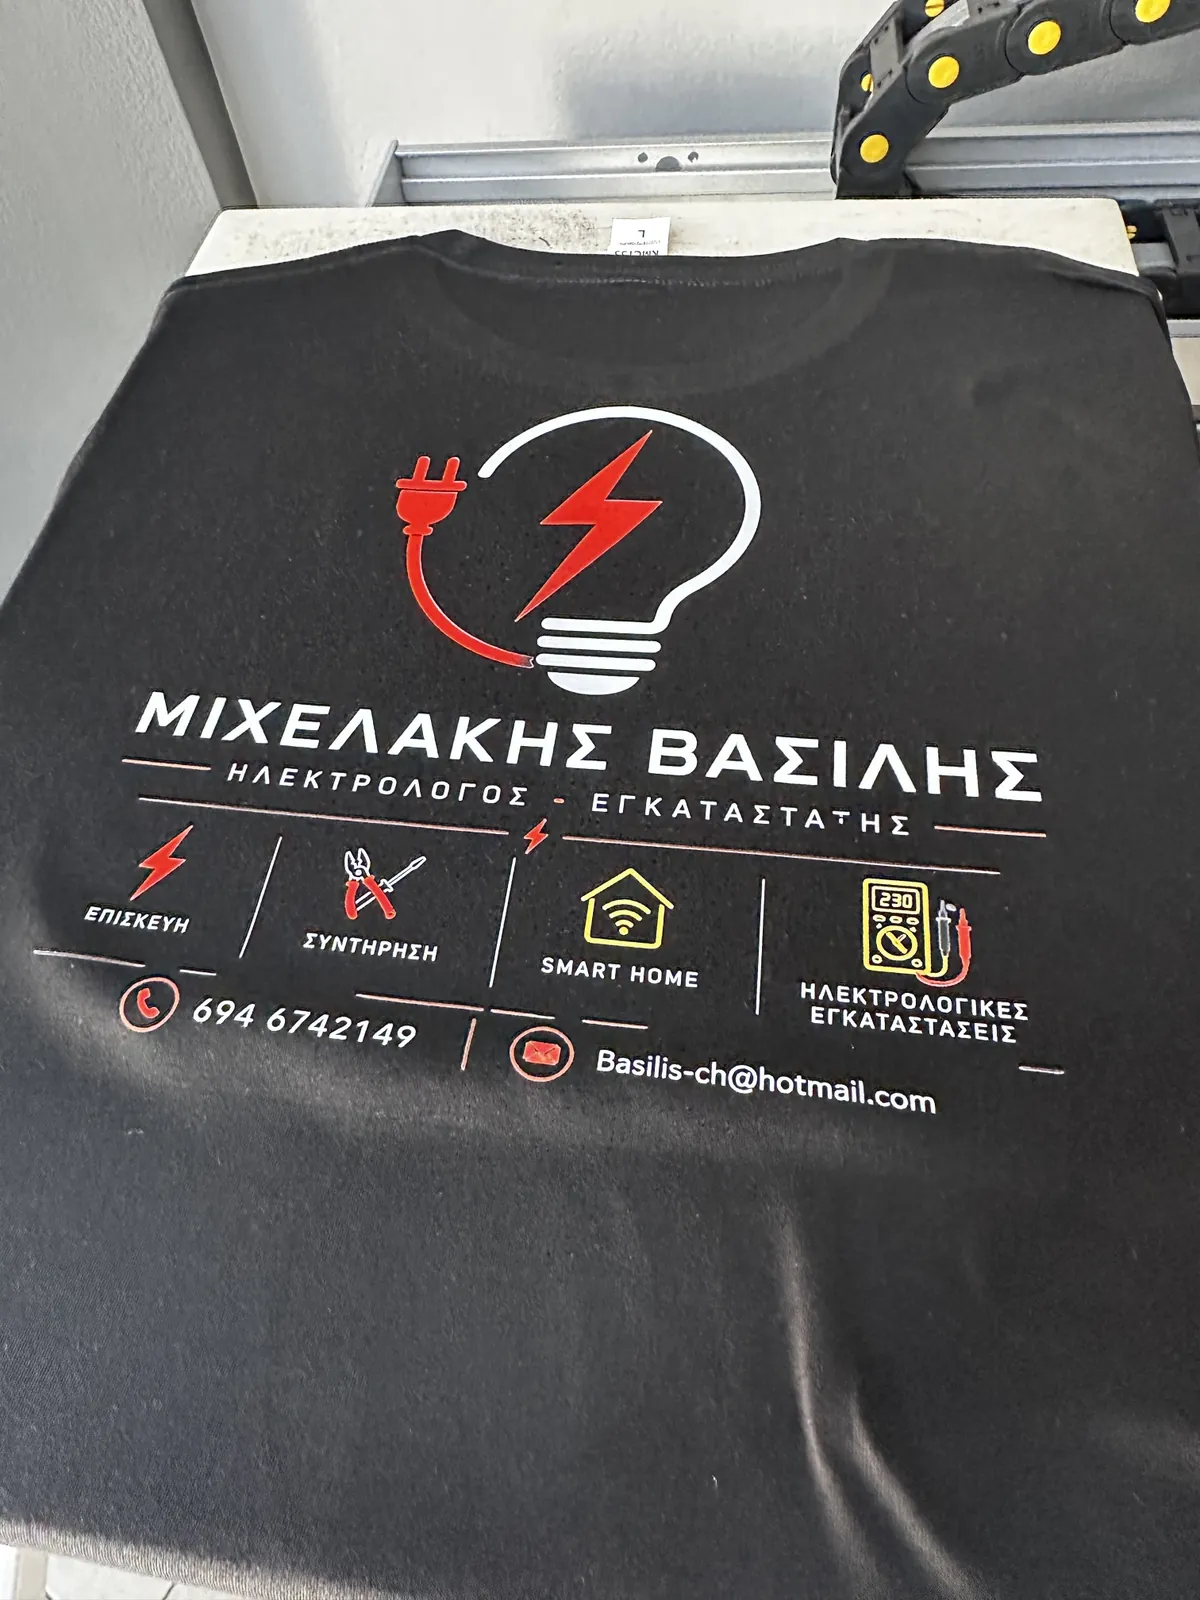 L
ΜΙΧΕΛΑΚΗΣ ΒΑΣΙΛΗΣ
ΗΛΕΚΤΡΟΛΟΓΟΣ - ΕΓΚΑΤΑΣΤΑΤΗΣ
230
ΕΠΙΣΚΕΥΗ
ΣΥΝΤΗΡΗΣΗ
SMART HOME
ΗΛΕΚΤΡΟΛΟΓΙΚΕΣ
ΕΓΚΑΤΑΣΤΑΣΕΙΣ
694 6742149
Basilis-ch@hotmail.com